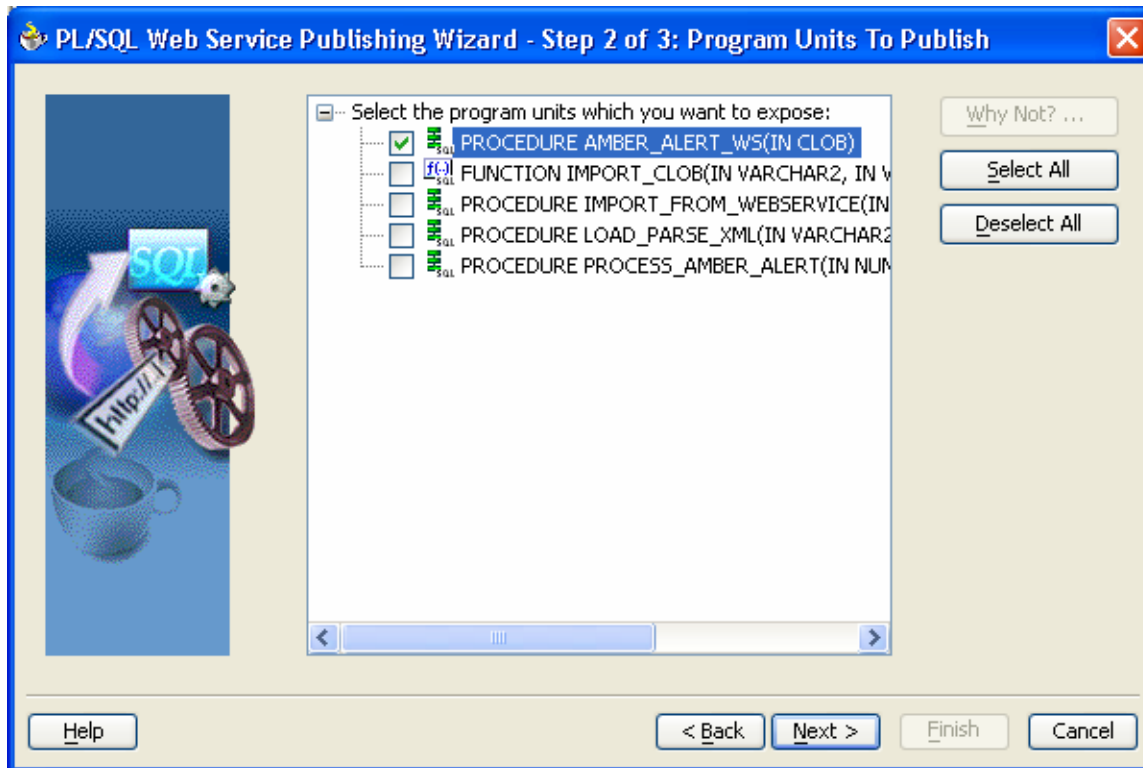 PL/SQL Web Service Publishing Wizard - Step 2 of 3: Program Units To Publish
Select the program units which you want to expose:
PROCEDURE AMBER_ALERT_WS(IN CLOB)
FUNCTION IMPORT_CLOB(IN VARCHAR2, IN V
PROCEDURE IMPORT_FROM_WEBSERVICE(IN
PROCEDURE LOAD_PARSE_XML(IN VARCHAR2
PROCEDURE PROCESS_AMBER_ALERT(IN NUM
Why Not? ...
Select All
Deselect All
SQL
http://
Help
< Back
Next >
Finish
Cancel